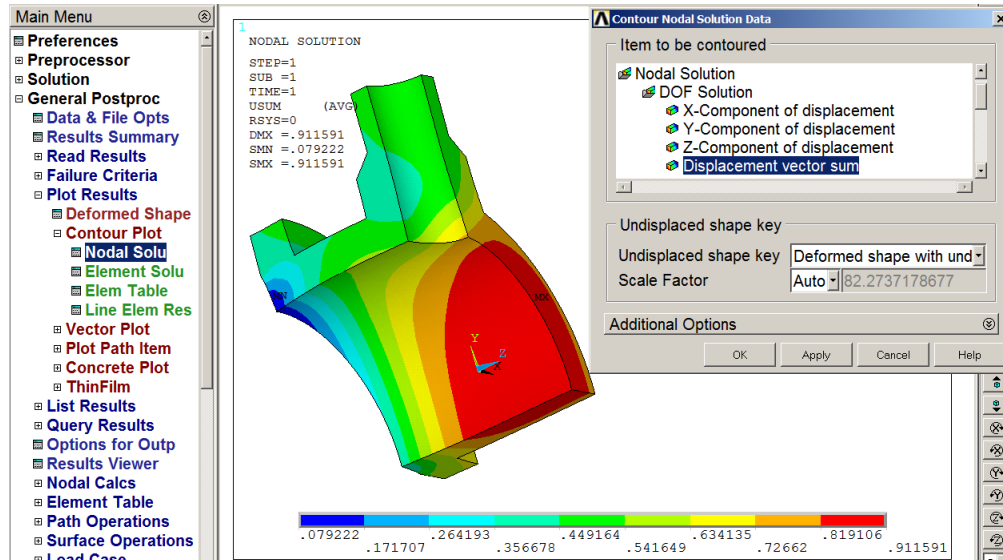 Main Menu
Preferences
Preprocessor
Solution
General Postproc
Data & File Opts
Results Summary
Read Results
Failure Criteria
Plot Results
Deformed Shape
Contour Plot
Nodal Solu
Element Solu
Elem Table
Line Elem Res
Vector Plot
Plot Path Item
Concrete Plot
ThinFilm
List Results
Query Results
Options for Outp
Results Viewer
Nodal Calcs
Element Table
Path Operations
Surface Operations
Load Case
1
NODAL SOLUTION
STEP=1
SUB =1
TIME=1
USUM (AVG)
RSYS=0
DMX =.911591
SMN =.079222
SMX =.911591
MN
MX
Y
Z
X
.079222 .264193 .449164 .634135 .819106
.171707 .356678 .541649 .72662 .911591
Contour Nodal Solution Data
Item to be contoured
Nodal Solution
DOF Solution
X-Component of displacement
Y-Component of displacement
Z-Component of displacement
Displacement vector sum
Undisplaced shape key
Undisplaced shape key Deformed shape with und
Scale Factor Auto 82.2737178677
Additional Options
OK Apply Cancel Help